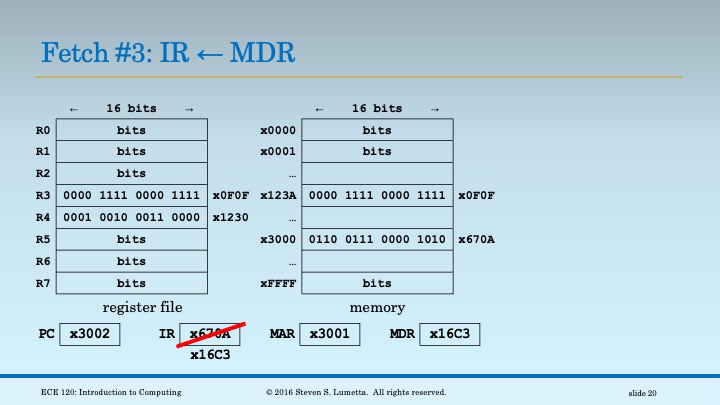 Fetch #3: IR ← MDR
← 16 bits → ← 16 bits →
R0 bits x0000 bits
R1 bits x0001 bits
R2 bits …
R3 0000 1111 0000 1111 x0F0F x123A 0000 1111 0000 1111 x0F0F
R4 0001 0010 0011 0000 x1230 …
R5 bits x3000 0110 0111 0000 1010 x670A
R6 bits …
R7 bits xFFFF bits
register file memory
PC x3002 IR x670A MAR x3001 MDR x16C3
x16C3
ECE 120: Introduction to Computing © 2016 Steven S. Lumetta. All rights reserved. slide 20